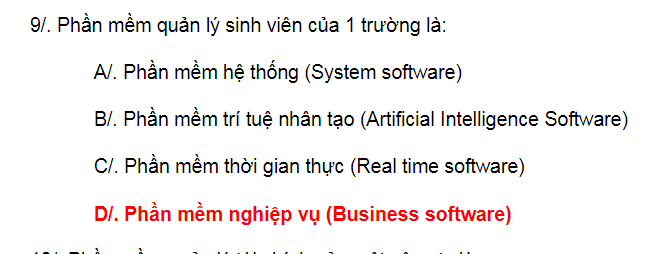 9/. Phần mềm quản lý sinh viên của 1 trường là:
A/. Phần mềm hệ thống (System software)
B/. Phần mềm trí tuệ nhân tạo (Artificial Intelligence Software)
C/. Phần mềm thời gian thực (Real time software)
D/. Phần mềm nghiệp vụ (Business software)